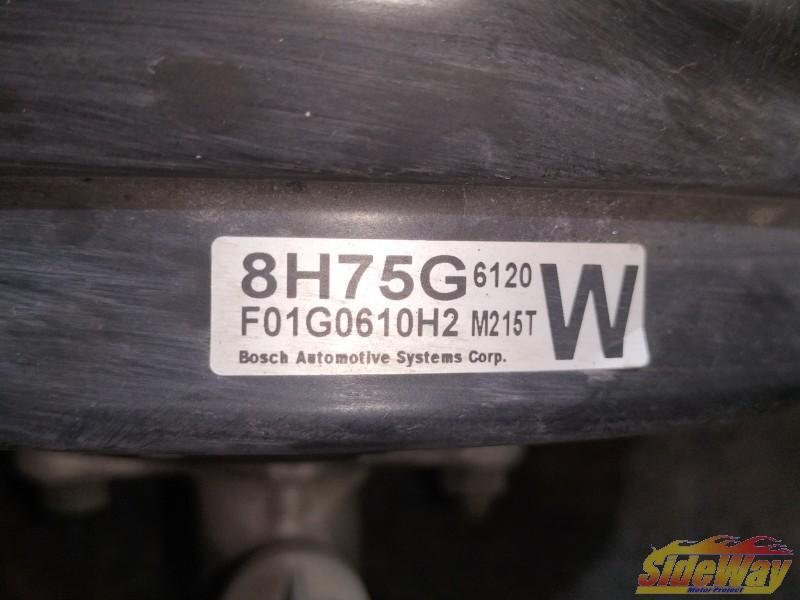 8H75G 6120 W
F01G0610H2 M215T
Bosch Automotive Systems Corp.
SIdeWay
Motor Project